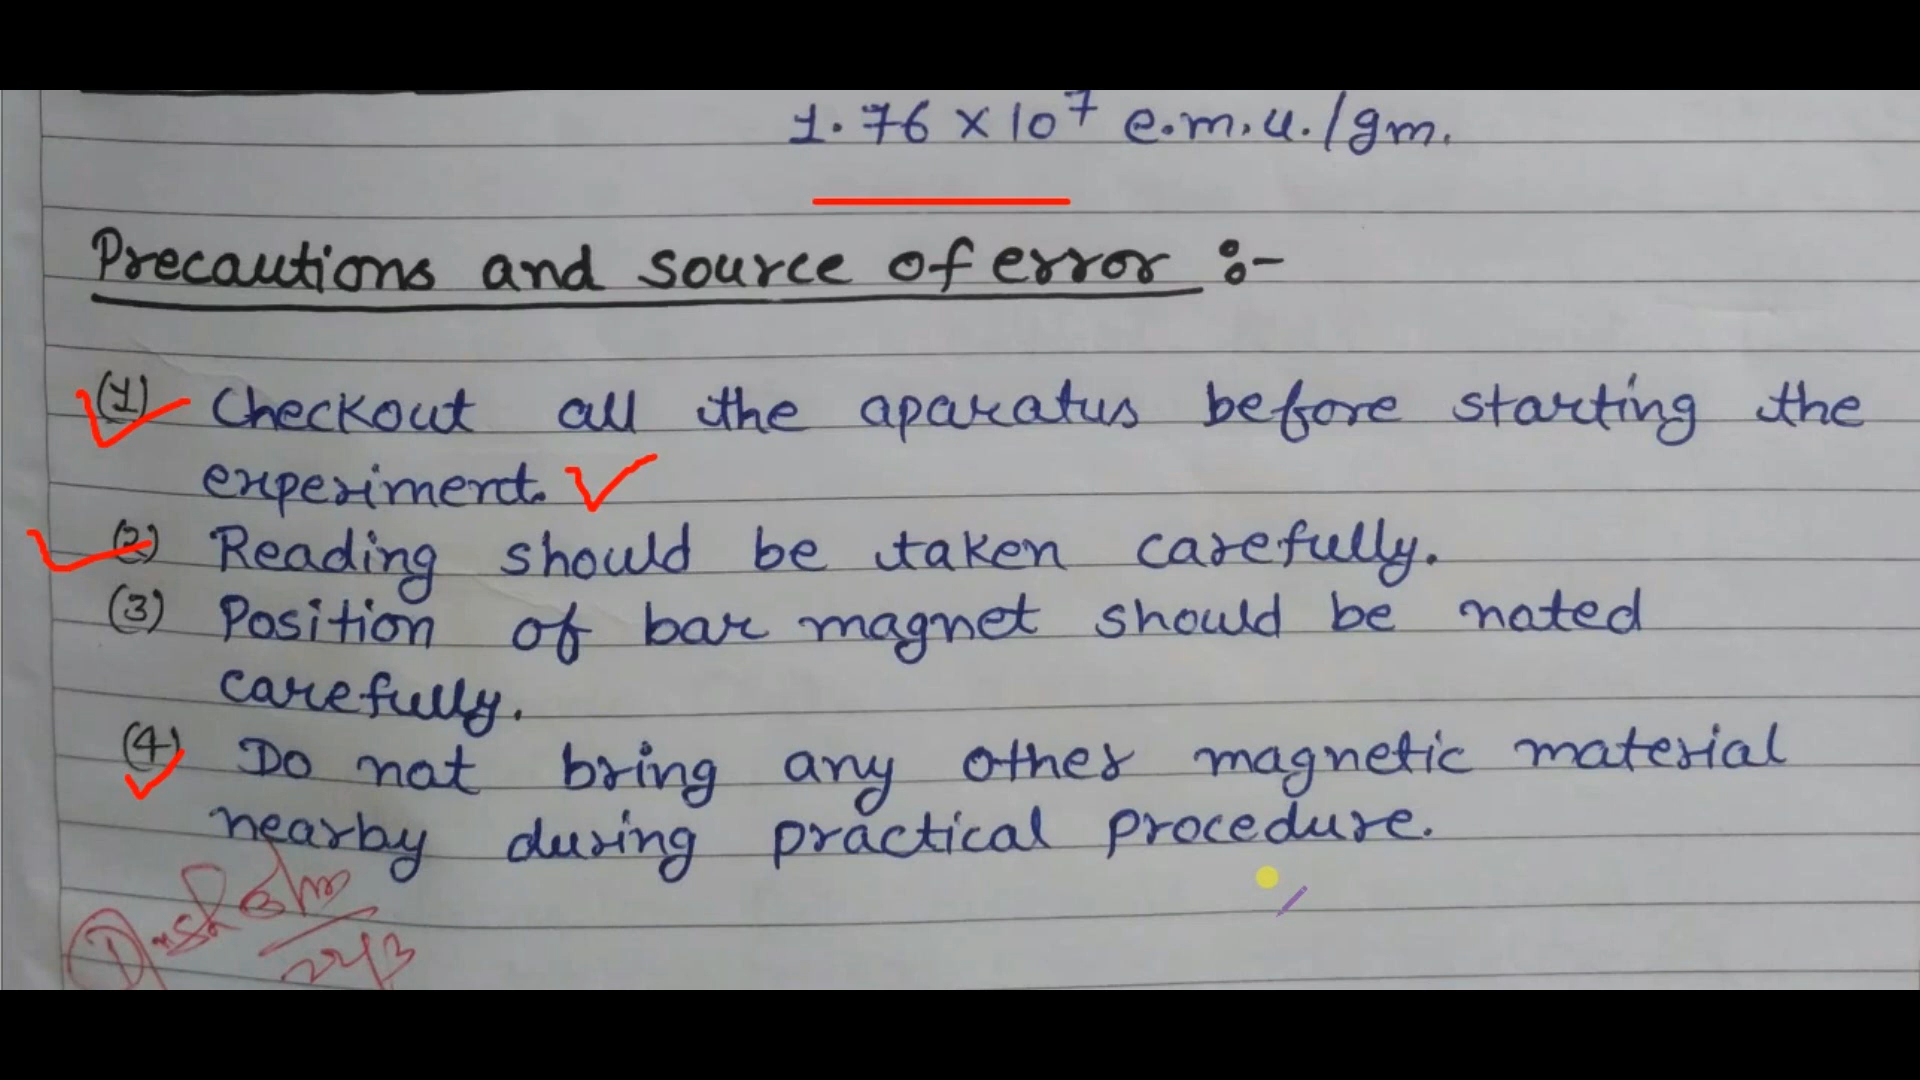 1.76 × 10⁷ e.m.u./gm.
Precautions and source of error :-
(1) Checkout all the aparatus before starting the
experiment.
(2) Reading should be taken carefully.
(3) Position of bar magnet should be noted
carefully.
(4) Do not bring any other magnetic material
nearby during practical procedure.